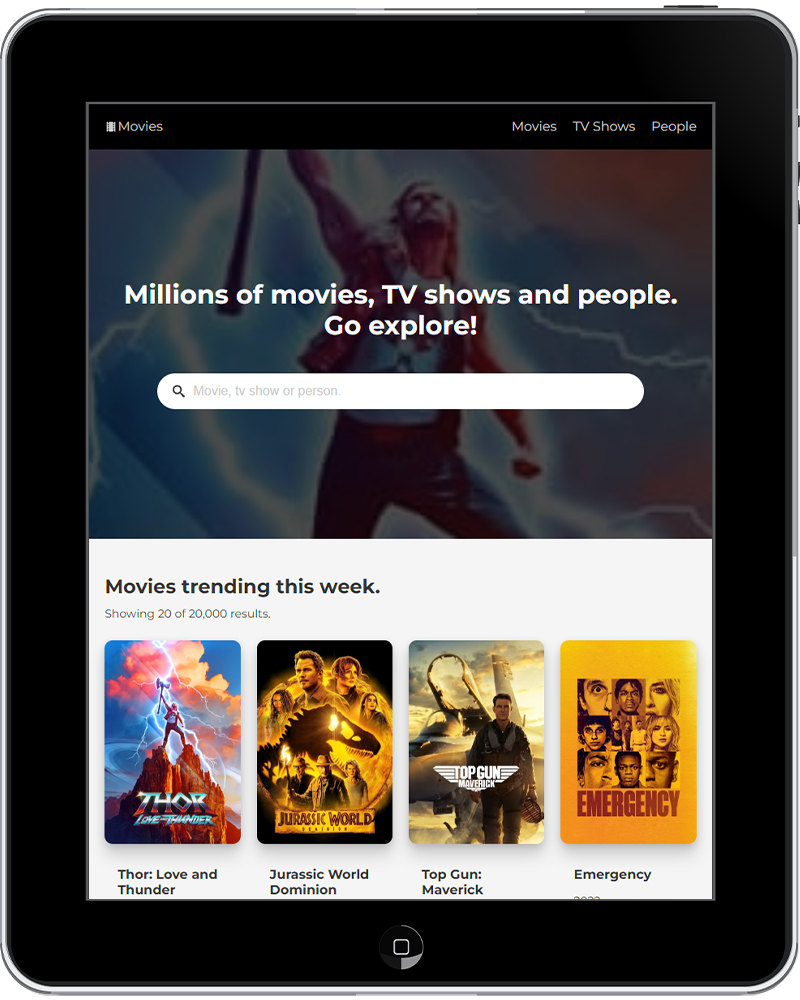 Movies
Movies TV Shows People
Millions of movies, TV shows and people.
Go explore!
Movie, tv show or person.
Movies trending this week.
Showing 20 of 20,000 results.
THOR
LOVE AND THUNDER
JURASSIC WORLD
DOMINION
TOP GUN
MAVERICK
EMERGENCY
Thor: Love and
Thunder
Jurassic World
Dominion
Top Gun:
Maverick
Emergency